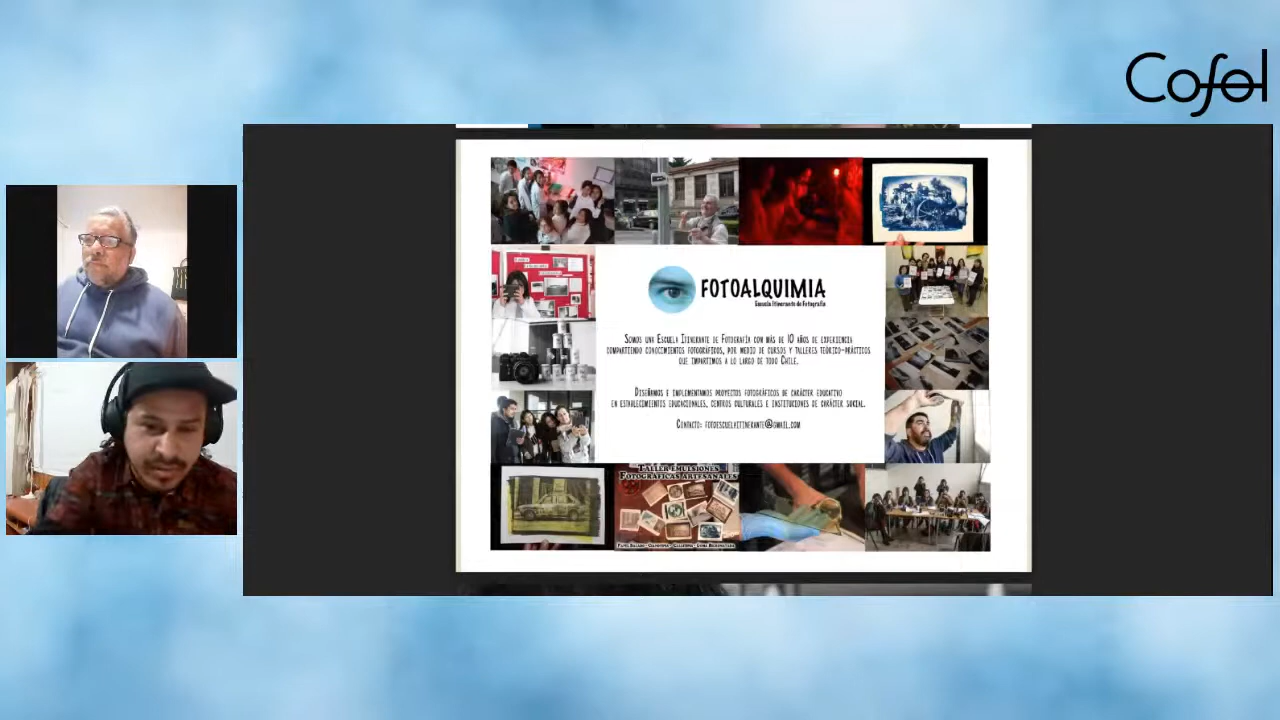 Cofol
FOTOALQUIMIA
Escuela Itinerante de Fotografía
Somos una Escuela Itinerante de Fotografía con más de 10 años de experiencia
compartiendo conocimientos fotográficos, por medio de cursos y talleres teórico-prácticos
que impartimos a lo largo de todo Chile.
Diseñamos e implementamos proyectos fotográficos de carácter educativo
en establecimientos educacionales, centros culturales e instituciones de carácter social.
Contacto: fotoescuelaitinerante@gmail.com
Taller Emulsiones
Fotográficas Artesanales